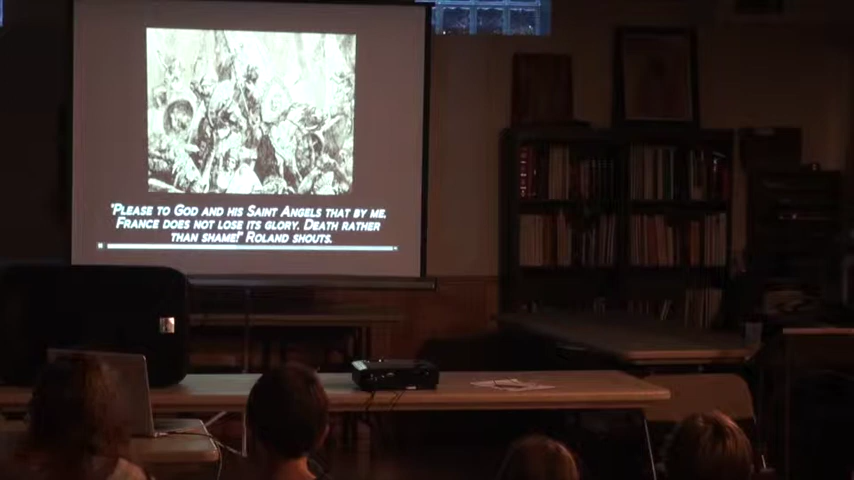 "Please to God and his Saint Angels that by me,
France does not lose its glory. Death rather
than shame!" Roland shouts.